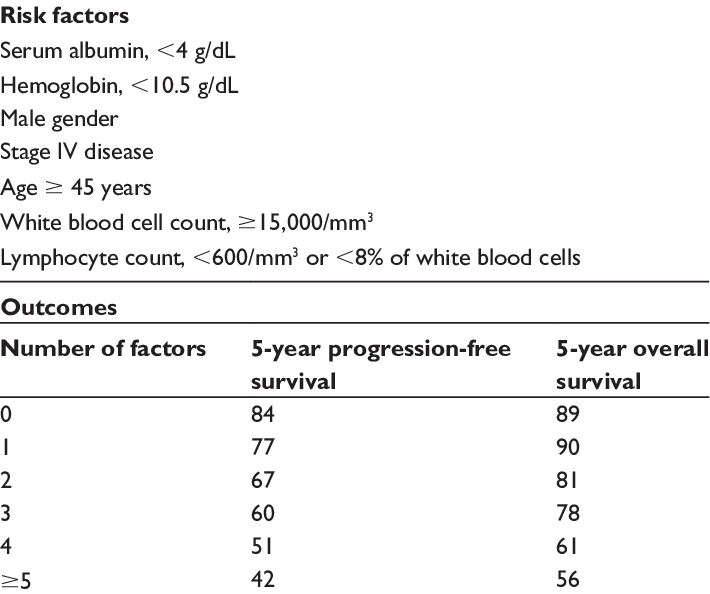 Risk factors
Serum albumin, <4 g/dL
Hemoglobin, <10.5 g/dL
Male gender
Stage IV disease
Age ≥ 45 years
White blood cell count, ≥15,000/mm³
Lymphocyte count, <600/mm³ or <8% of white blood cells
Outcomes
Number of factors 5-year progression-free 5-year overall
survival survival
0 84 89
1 77 90
2 67 81
3 60 78
4 51 61
≥5 42 56